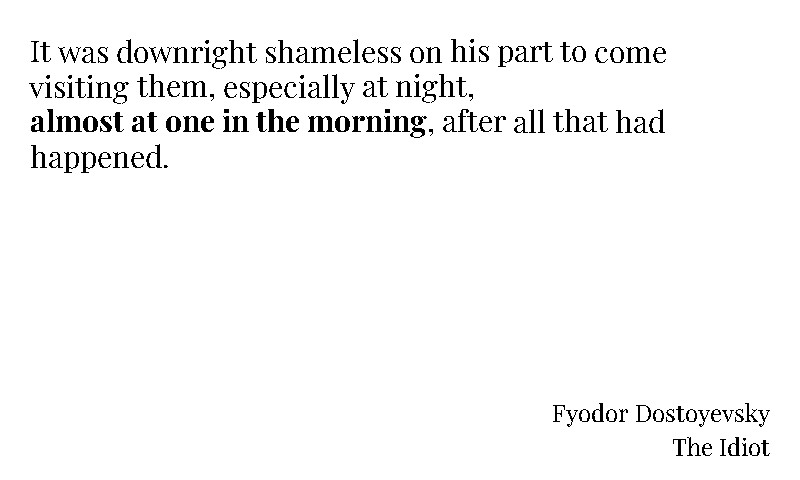 It was downright shameless on his part to come
visiting them, especially at night,
almost at one in the morning, after all that had
happened.
Fyodor Dostoyevsky
The Idiot